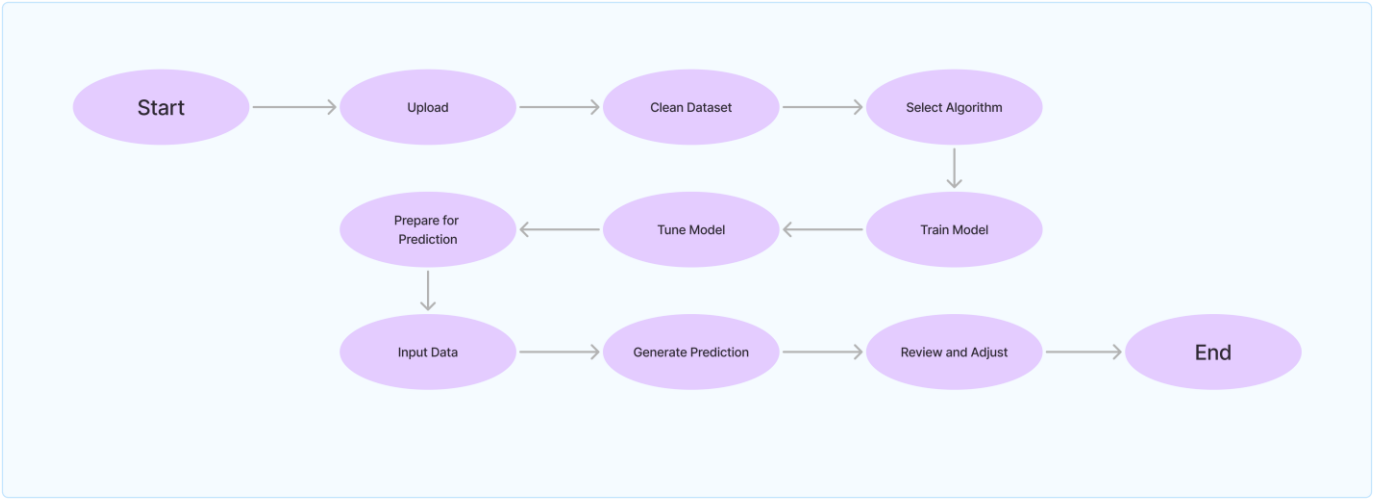 Start
Upload
Clean Dataset
Select Algorithm
Prepare for
Prediction
Tune Model
Train Model
Input Data
Generate Prediction
Review and Adjust
End